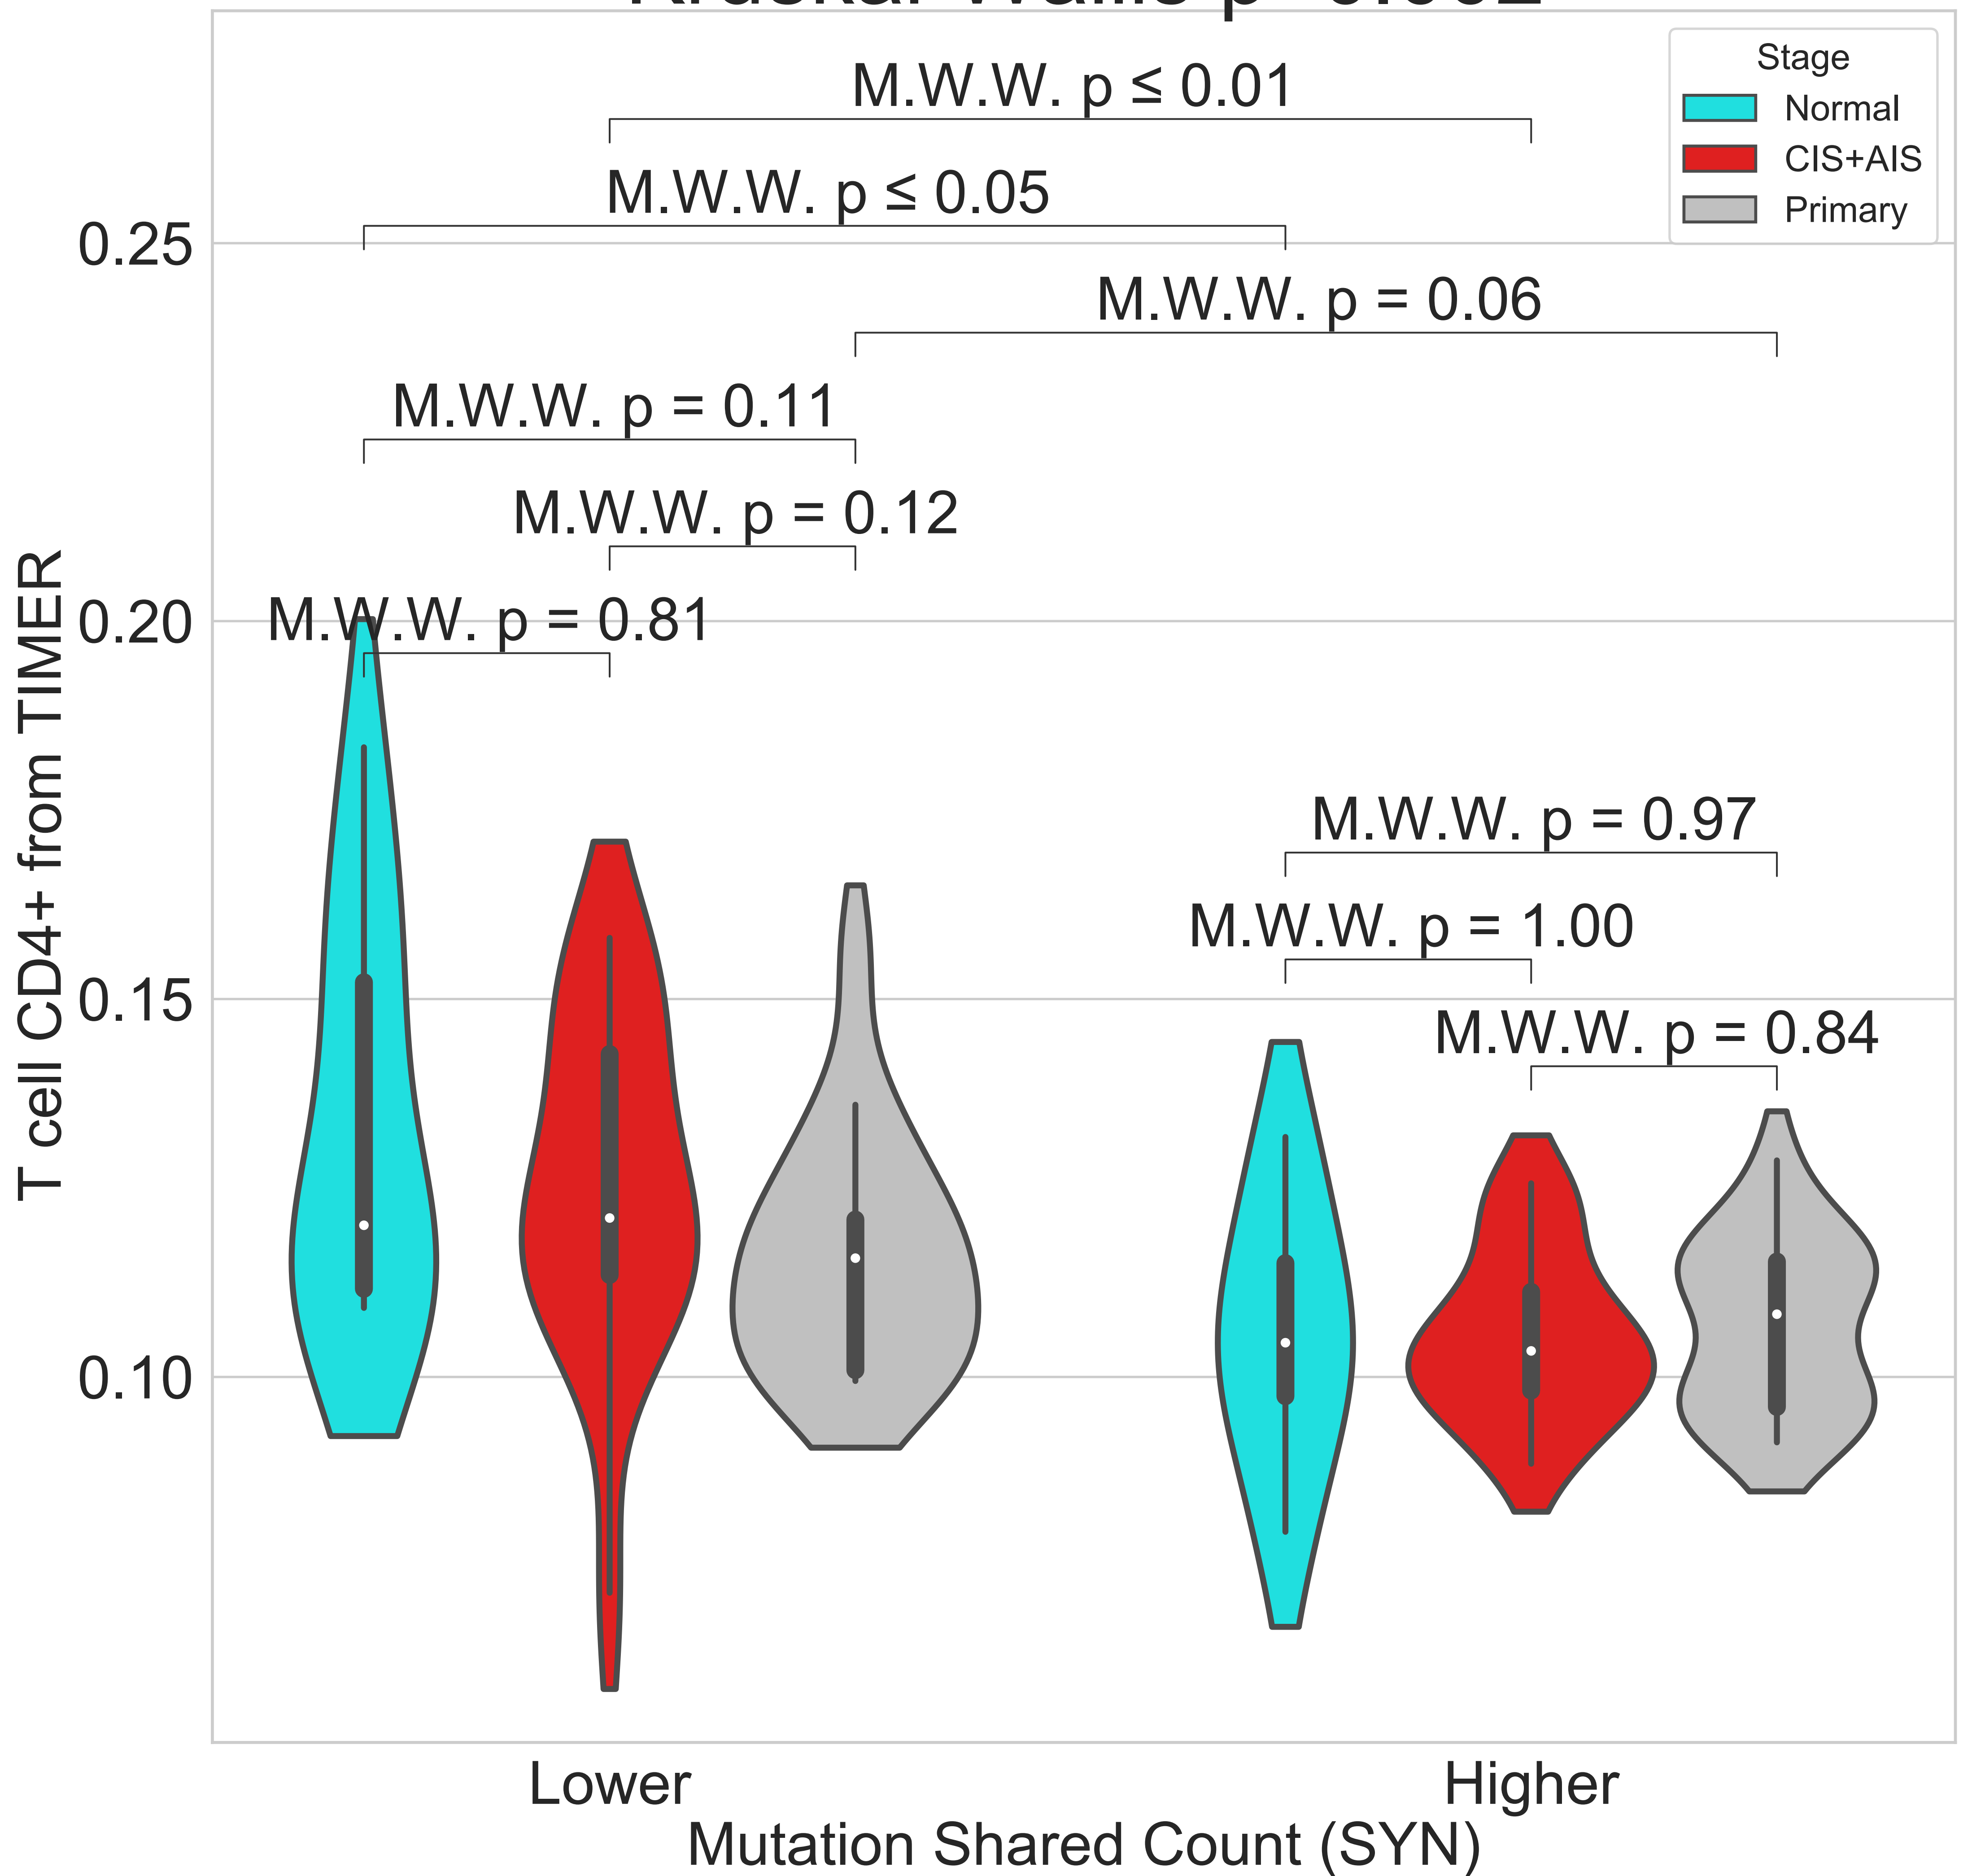 M.W.W. p ≤ 0.01
Stage
Normal
CIS+AIS
Primary
M.W.W. p ≤ 0.05
0.25
M.W.W. p = 0.06
M.W.W. p = 0.11
M.W.W. p = 0.12
M.W.W. p = 0.81
0.20
T cell CD4+ from TIMER
M.W.W. p = 0.97
M.W.W. p = 1.00
0.15
M.W.W. p = 0.84
0.10
Lower
Higher
Mutation Shared Count (SYN)